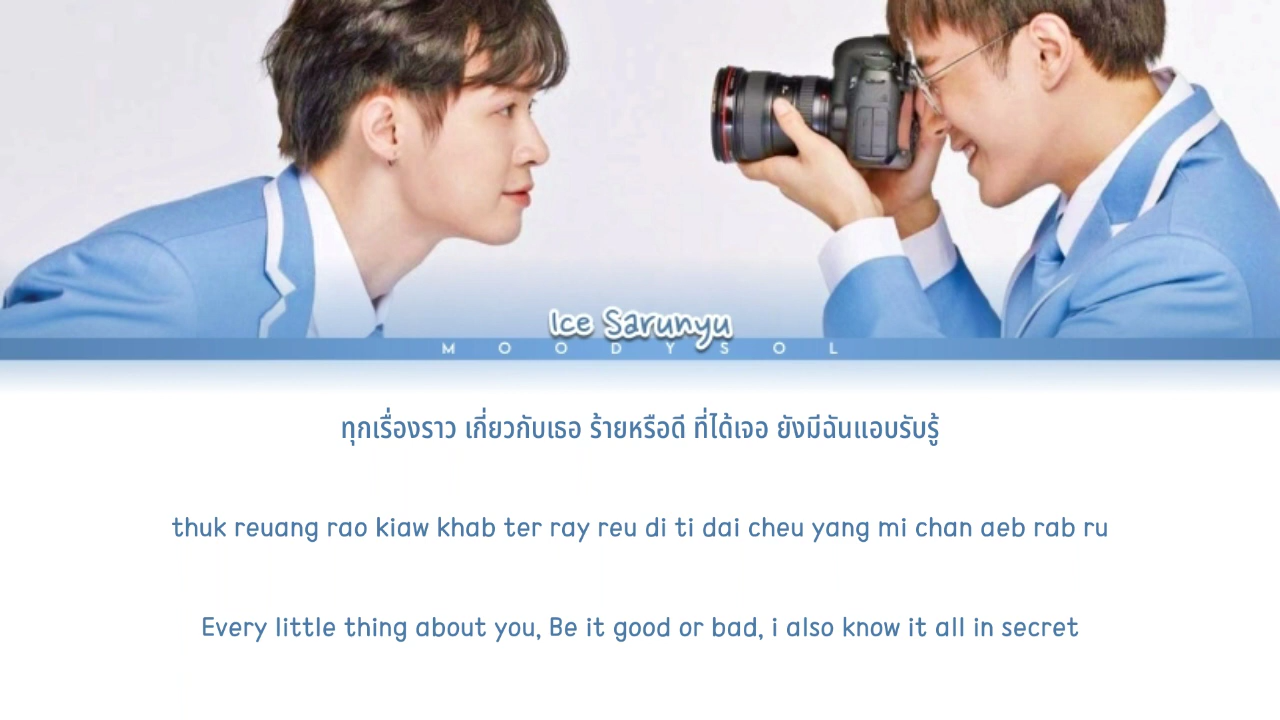 Ice Sarunyu
MOODYSOL
ทุกเรื่องราว เกี่ยวกับเธอ ร้ายหรือดี ที่ได้เจอ ยังมีฉันแอบรับรู้
thuk reuang rao kiaw khab ter ray reu di ti dai cheu yang mi chan aeb rab ru
Every little thing about you, Be it good or bad, i also know it all in secret